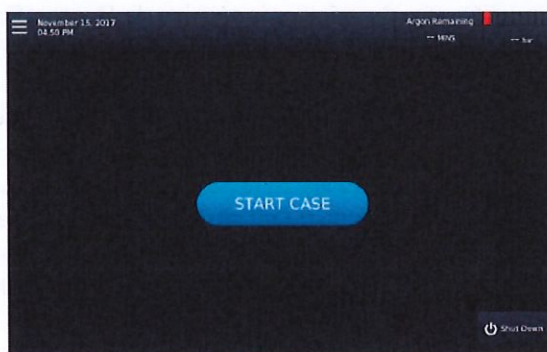 November 15, 2017
04:50 PM
Argon Remaining
-- MINS
-- bar
START CASE
Shut Down